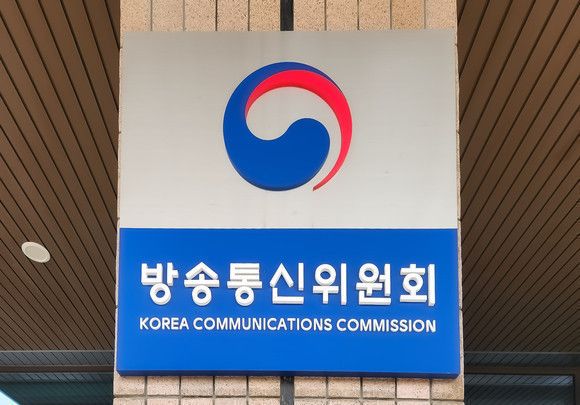 방송통신위원회
KOREA COMMUNICATIONS COMMISSION